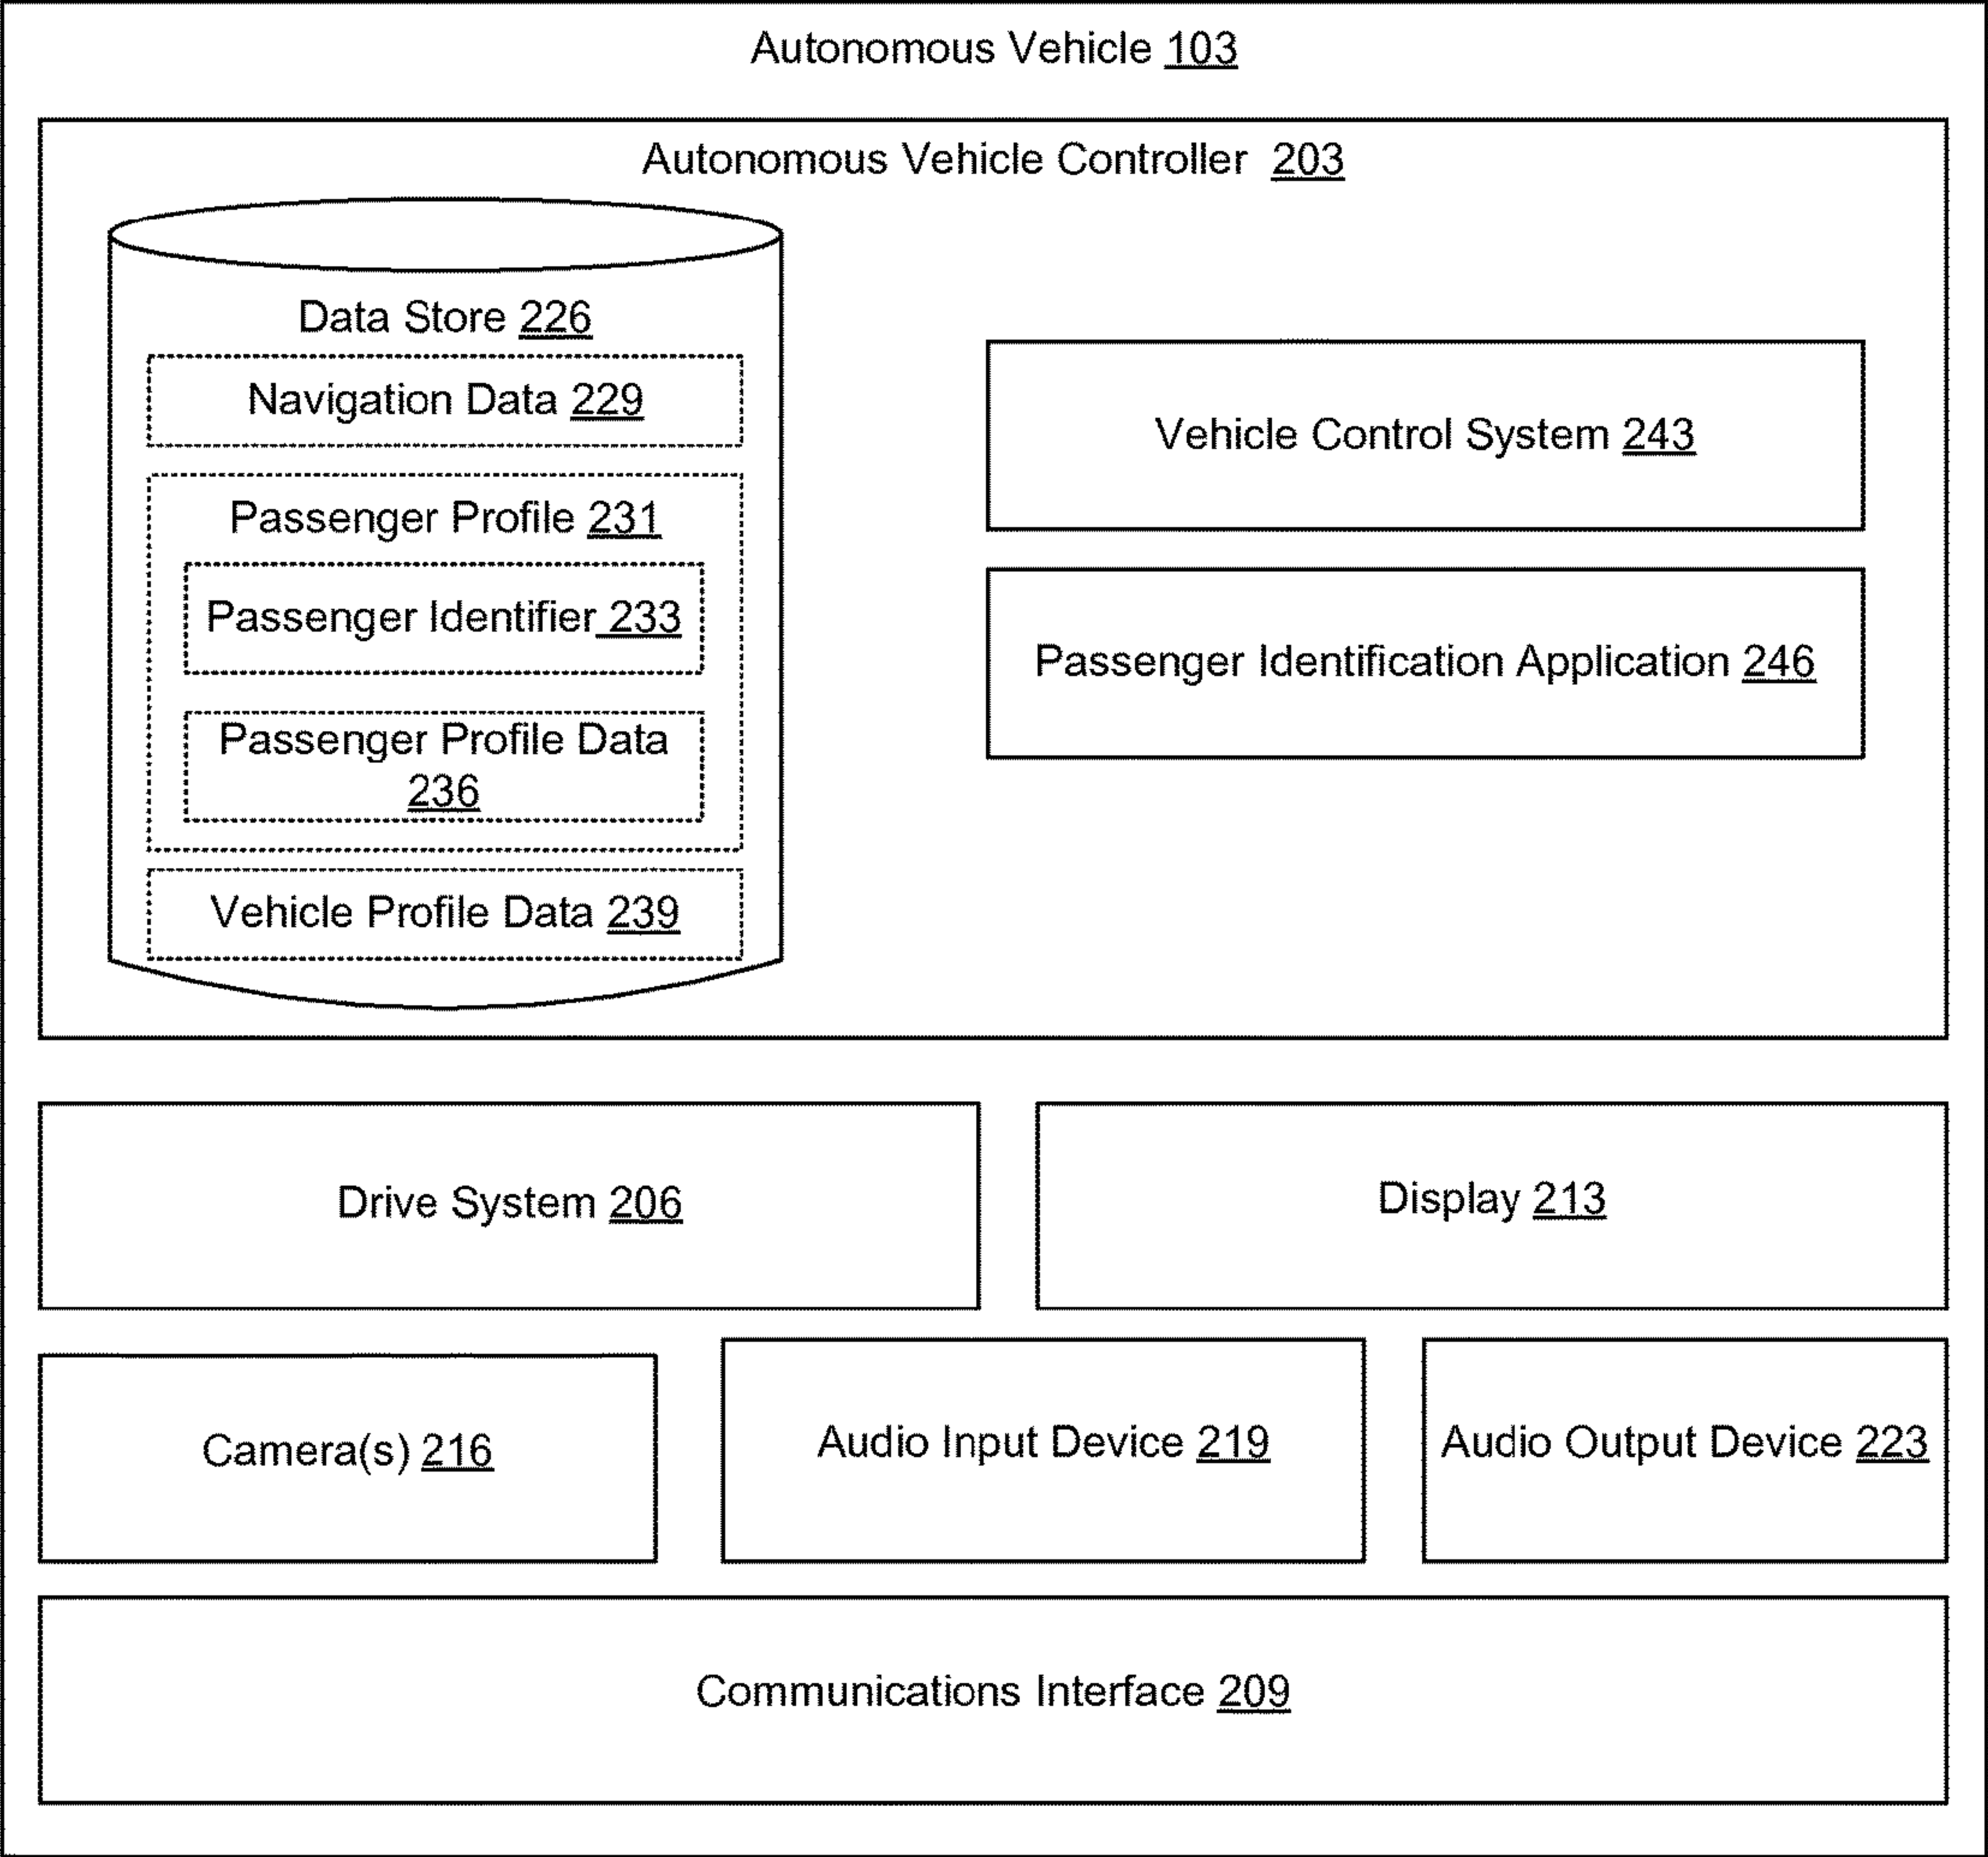 Autonomous Vehicle 103
Autonomous Vehicle Controller 203
Data Store 226
Navigation Data 229
Passenger Profile 231
Passenger Identifier 233
Passenger Profile Data
236
Vehicle Profile Data 239
Vehicle Control System 243
Passenger Identification Application 246
Drive System 206
Display 213
Camera(s) 216
Audio Input Device 219
Audio Output Device 223
Communications Interface 209